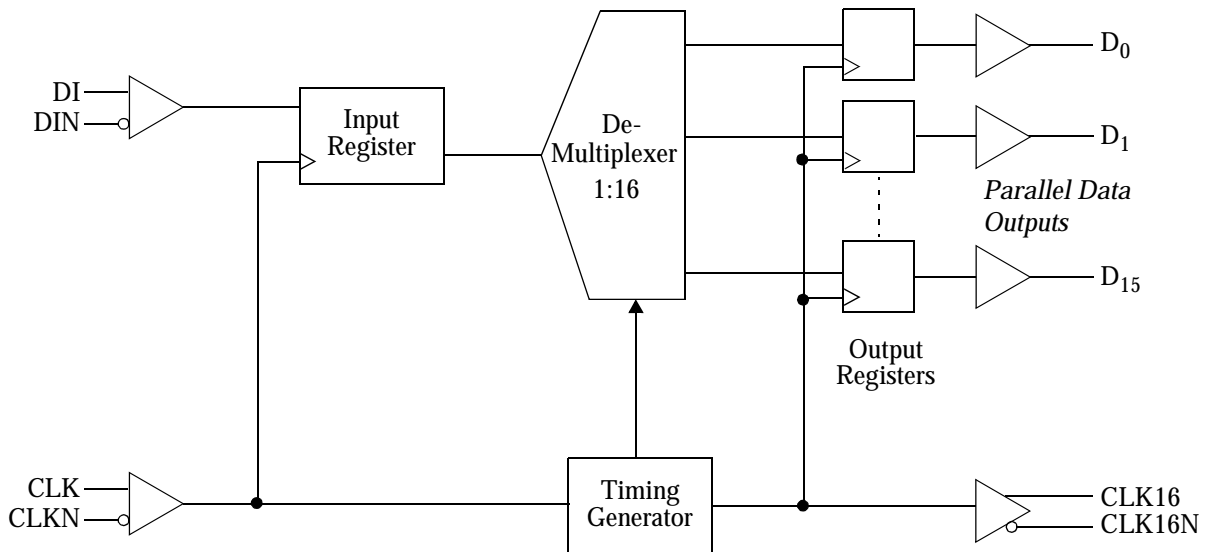 D0
DI
DIN
Input
Register
De-
Multiplexer
1:16
D1
Parallel Data
Outputs
D15
Output
Registers
CLK
CLKN
Timing
Generator
CLK16
CLK16N